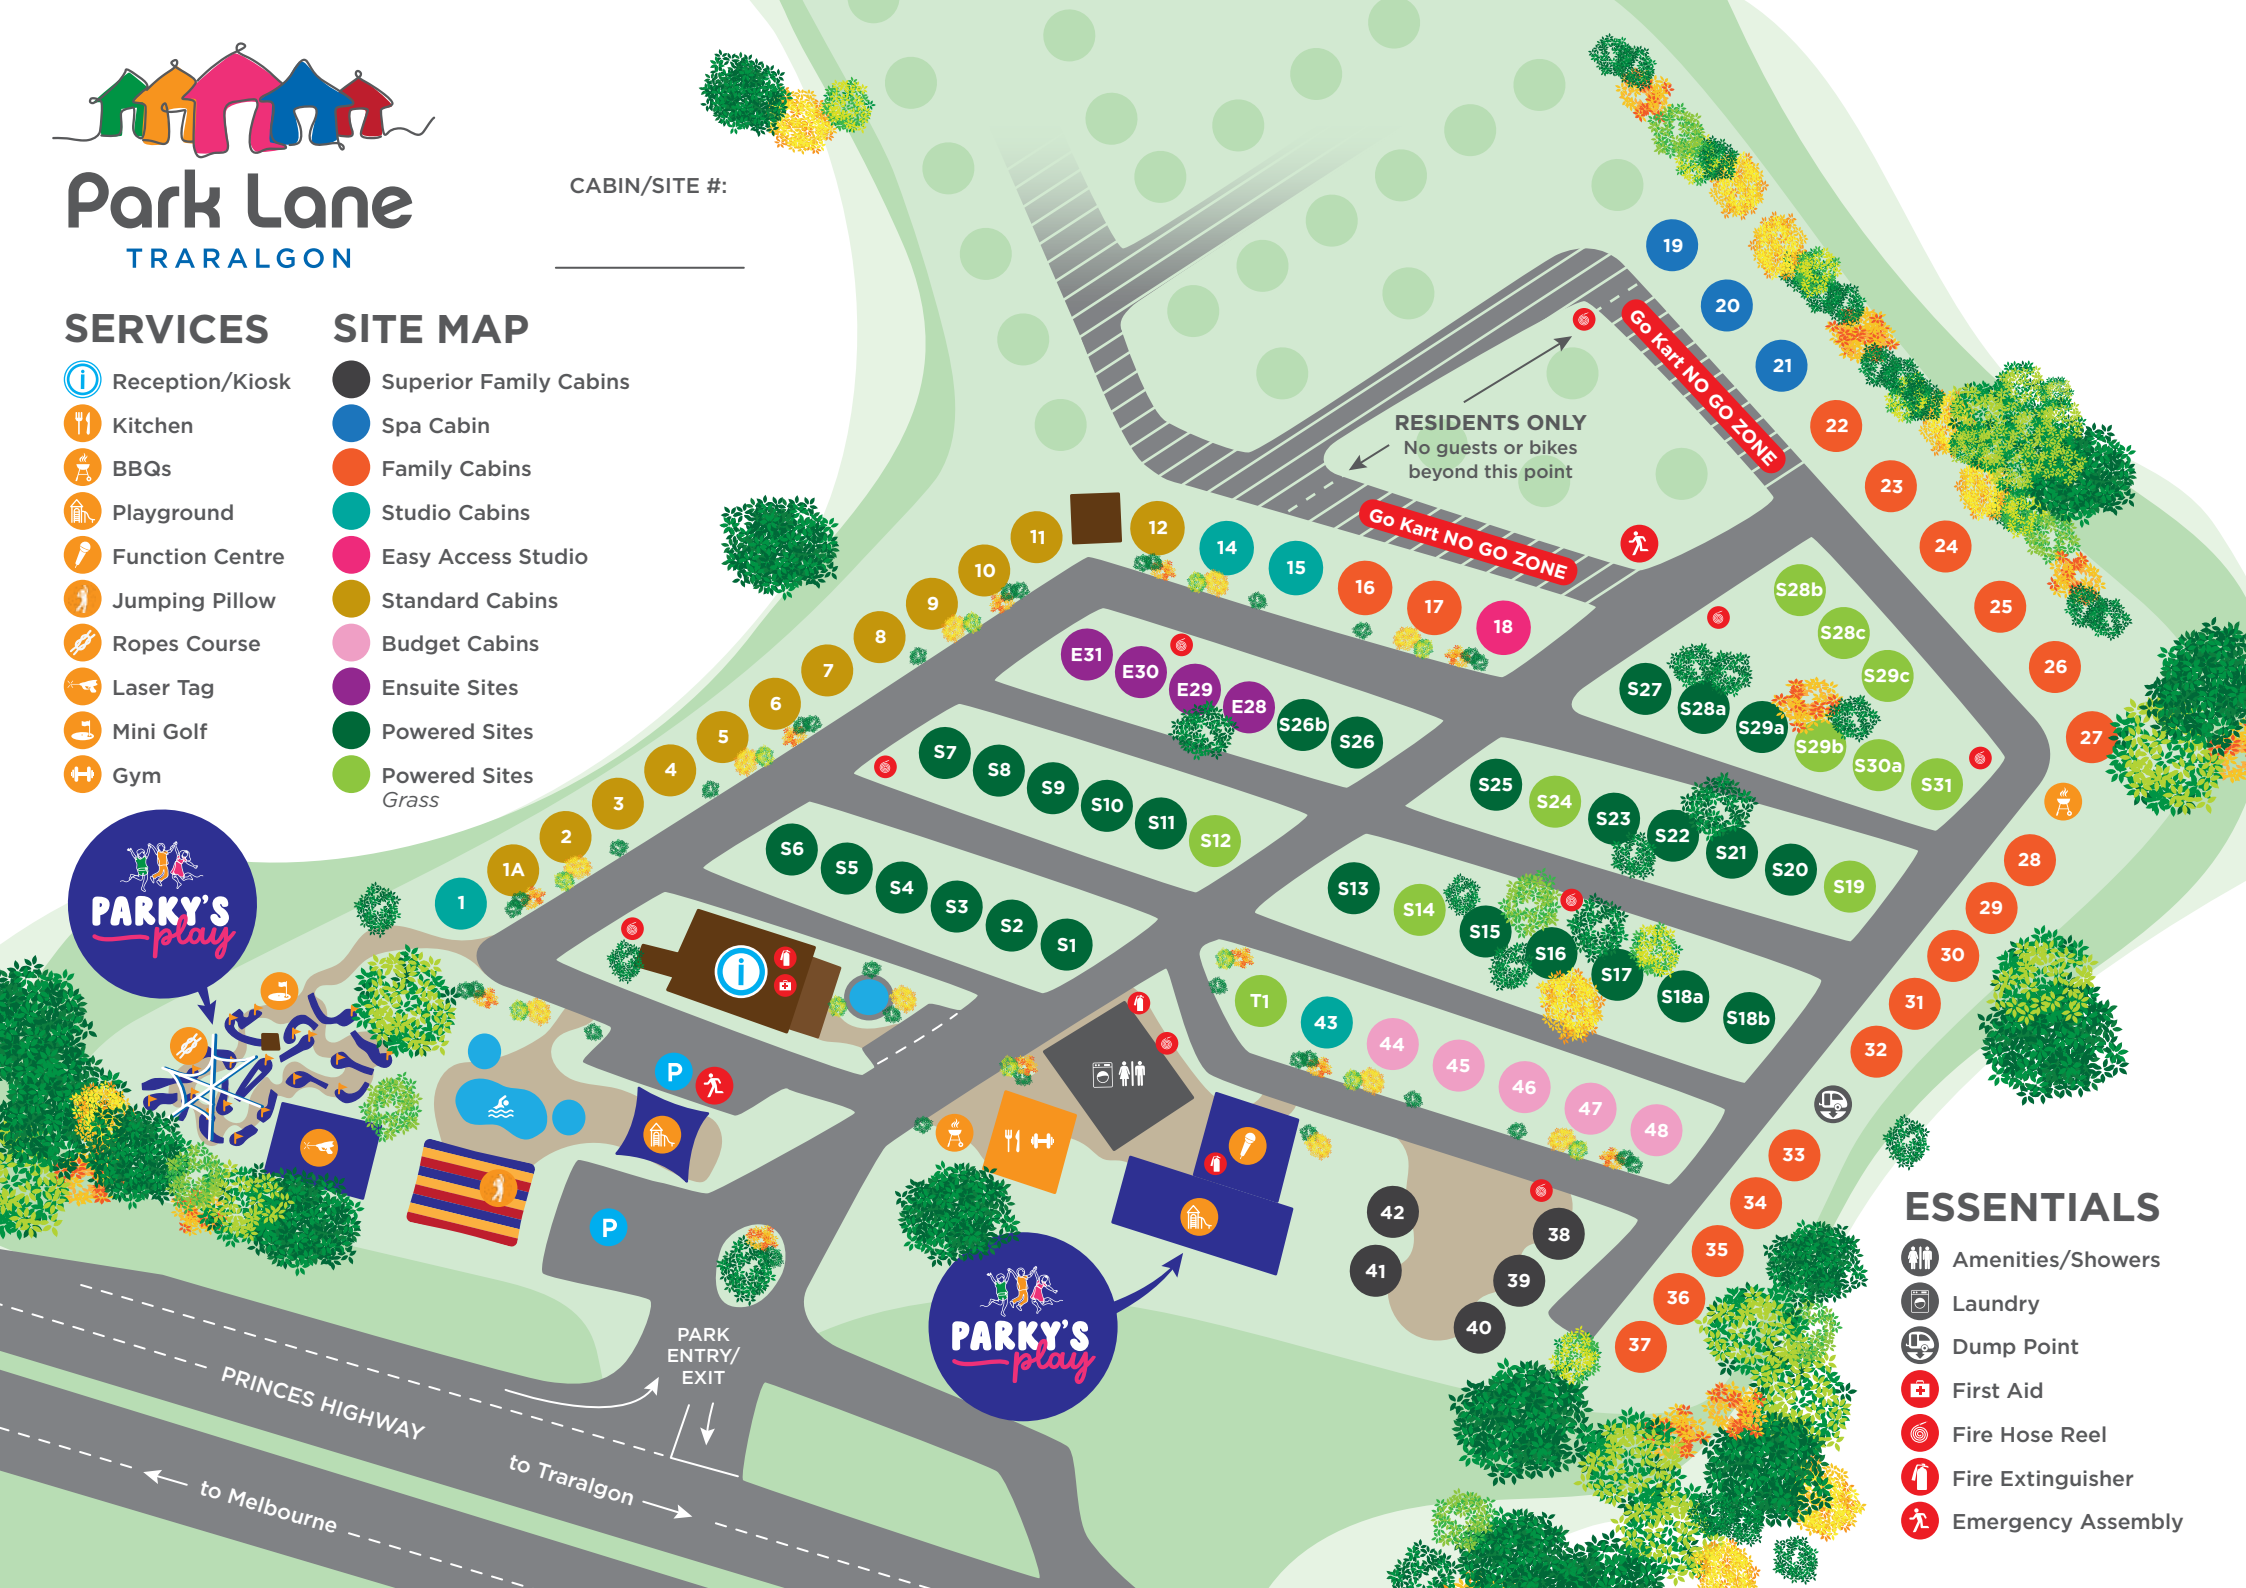 Park Lane
TRARALGON
CABIN/SITE #:
SERVICES
Reception/Kiosk
Kitchen
BBQs
Playground
Function Centre
Jumping Pillow
Ropes Course
Laser Tag
Mini Golf
Gym
SITE MAP
Superior Family Cabins
Spa Cabin
Family Cabins
Studio Cabins
Easy Access Studio
Standard Cabins
Budget Cabins
Ensuite Sites
Powered Sites
Powered Sites
Grass
PARKY'S
play
19
20
21
22
23
24
25
26
27
28
29
30
31
32
33
34
35
36
37
Go Kart NO GO ZONE
RESIDENTS ONLY
No guests or bikes
beyond this point
Go Kart NO GO ZONE
11
12
14
15
16
17
18
10
9
8
7
6
5
4
3
2
1A
1
E31
E30
E29
E28
S26b
S26
S7
S8
S9
S10
S11
S12
S6
S5
S4
S3
S2
S1
S28b
S28c
S29c
S27
S28a
S29a
S29b
S30a
S31
S25
S24
S23
S22
S21
S20
S19
S13
S14
S15
S16
S17
S18a
S18b
T1
43
44
45
46
47
48
42
41
38
39
40
i
P
P
PARKY'S
play
PARK
ENTRY/
EXIT
PRINCES HIGHWAY
to Traralgon
to Melbourne
ESSENTIALS
Amenities/Showers
Laundry
Dump Point
First Aid
Fire Hose Reel
Fire Extinguisher
Emergency Assembly